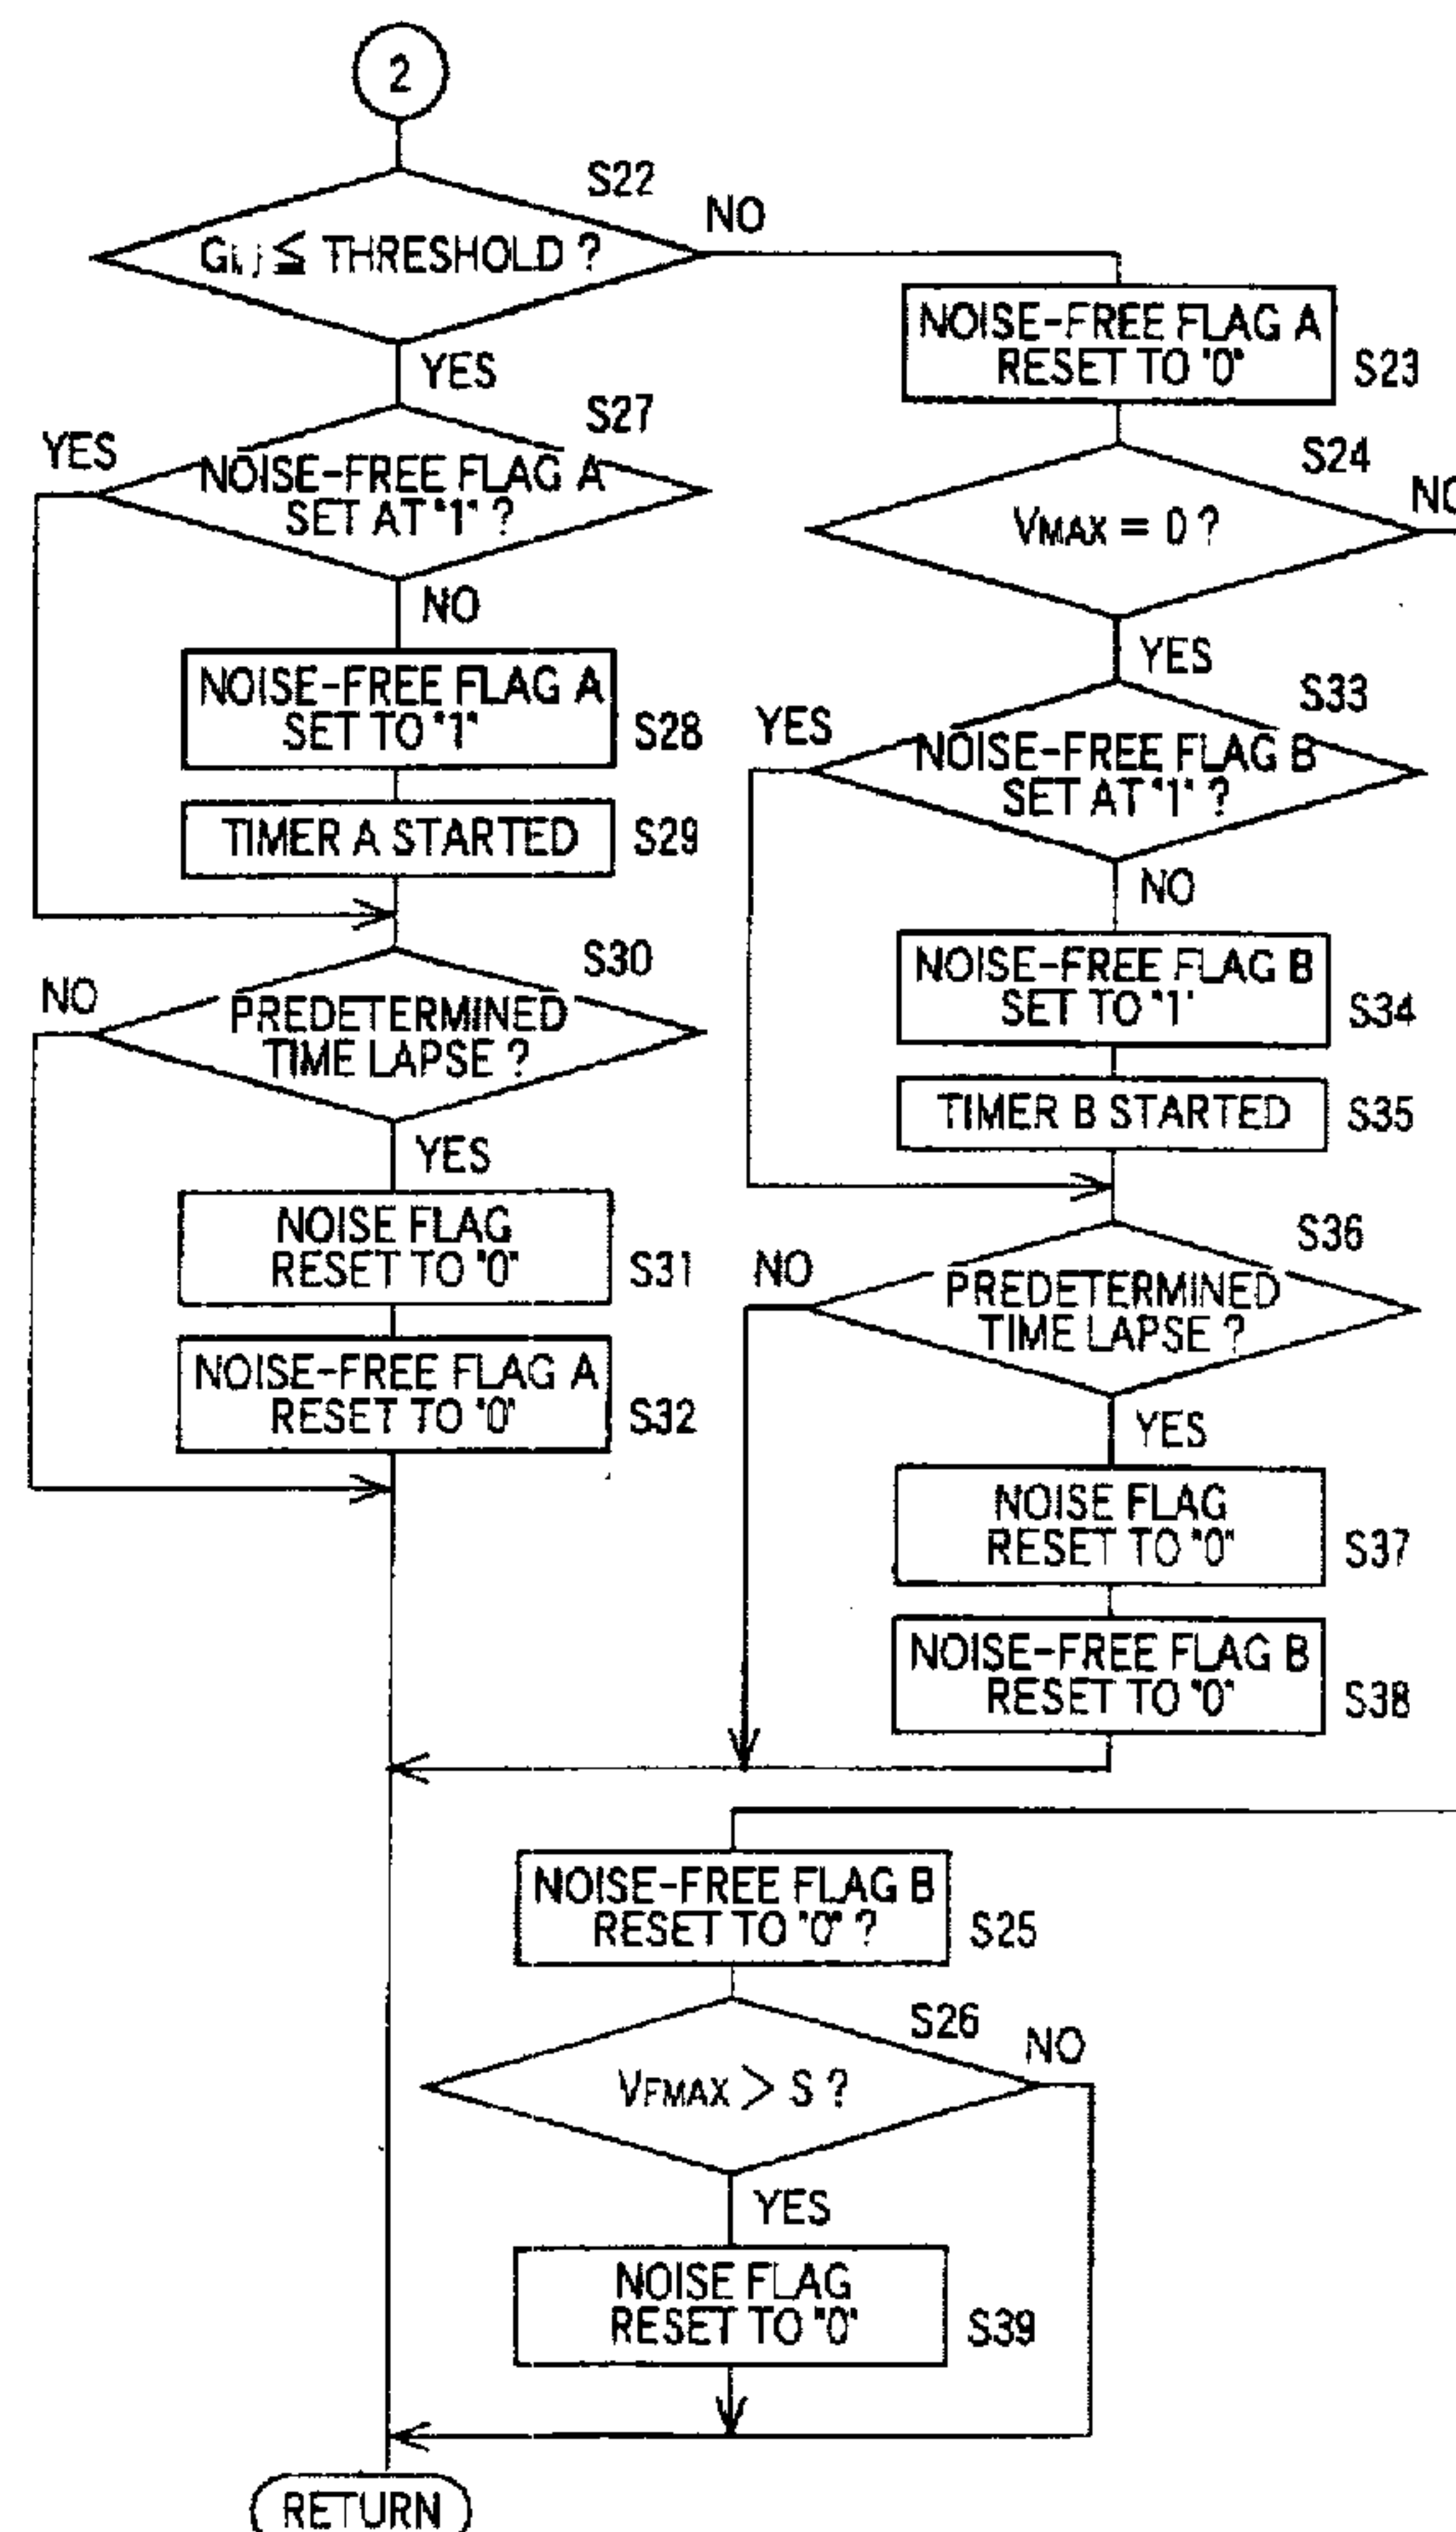 2
S22
NO
Gi,j ≦ THRESHOLD ?
YES
NOISE-FREE FLAG A
RESET TO "0"
S23
S27
YES
NOISE-FREE FLAG A
SET AT "1" ?
NO
S24
VMAX = 0 ?
YES
NOISE-FREE FLAG A
SET TO "1"
S28
TIMER A STARTED
S29
S33
YES
NOISE-FREE FLAG B
SET AT "1" ?
NO
S30
NO
PREDETERMINED
TIME LAPSE ?
YES
NOISE-FREE FLAG B
SET TO "1"
S34
TIMER B STARTED
S35
NOISE FLAG
RESET TO "0"
S31
NOISE-FREE FLAG A
RESET TO "0"
S32
S36
NO
PREDETERMINED
TIME LAPSE ?
YES
NOISE FLAG
RESET TO "0"
S37
NOISE-FREE FLAG B
RESET TO "0"
S38
NOISE-FREE FLAG B
RESET TO "0" ?
S25
S26
NO
VFMAX > S ?
YES
NOISE FLAG
RESET TO "0"
S39
RETURN